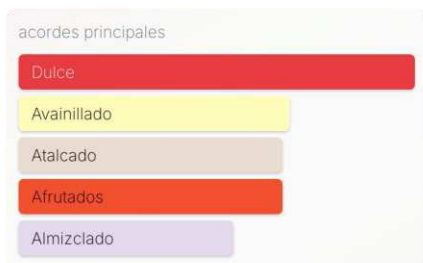 acordes principales
Dulce
Avainillado
Atalcado
Afrutados
Almizclado